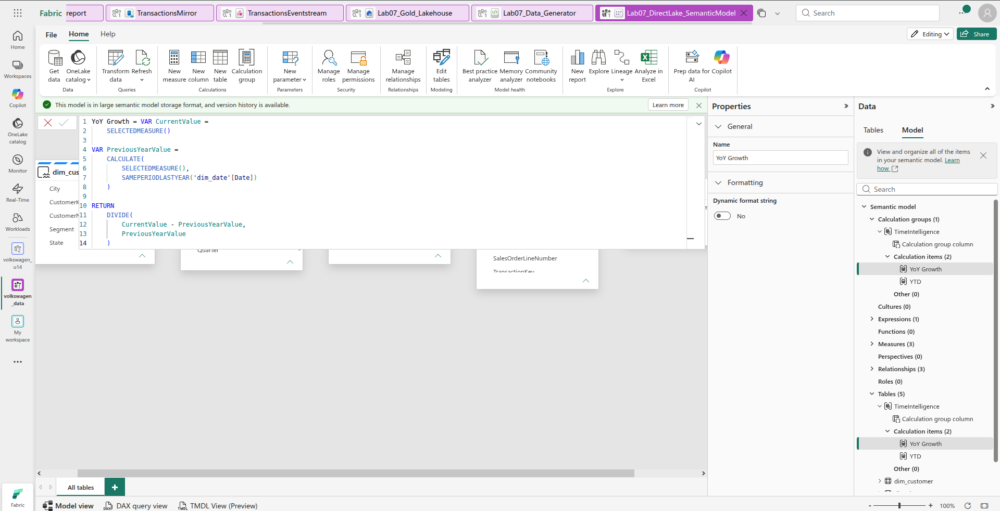 Fabric
report
TransactionsMirror
TransactionsEventstream
Lab07_Gold_Lakehouse
Lab07_Data_Generator
Lab07_DirectLake_SemanticModel
Search
File
Home
Help
Editing
Share
Get data
OneLake catalog
Data
Transform data
Refresh
Queries
New measure
New column
New table
Calculation group
Calculations
New parameter
Parameters
Manage roles
Manage permissions
Security
Manage relationships
Relationships
Edit tables
Modeling
Best practice analyzer
Memory analyzer
Community notebooks
Model health
New report
Explore
Lineage
Analyze in Excel
Explore
Prep data for AI
Copilot
Copilot
Home
Workspaces
Copilot
OneLake catalog
Monitor
Real-Time
Workloads
volkswagen_u14
volkswagen_data
My workspace
Fabric
This model is in large semantic model storage format, and version history is available.
Learn more
1 YoY Growth = VAR CurrentValue =
2 SELECTEDMEASURE()
3
4 VAR PreviousYearValue =
5 CALCULATE(
6 SELECTEDMEASURE(),
7 SAMEPERIODLASTYEAR('dim_date'[Date])
8 )
9
10 RETURN
11 DIVIDE(
12 CurrentValue - PreviousYearValue,
13 PreviousYearValue
14 )
dim_cus
City
CustomerK
CustomerN
Segment
State
Quarter
SalesOrderLineNumber
TransactionKey
Properties
General
Name
YoY Growth
Formatting
Dynamic format string
No
Data
Tables
Model
View and organize all of the items
in your semantic model. Learn
how
Search
Semantic model
Calculation groups (1)
TimeIntelligence
Calculation group column
Calculation items (2)
YoY Growth
YTD
Other (0)
Cultures (0)
Expressions (1)
Functions (0)
Measures (3)
Perspectives (0)
Relationships (3)
Roles (0)
Tables (5)
TimeIntelligence
Calculation group column
Calculation items (2)
YoY Growth
YTD
Other (0)
dim_customer
All tables
Model view
DAX query view
TMDL View (Preview)
- + 100%